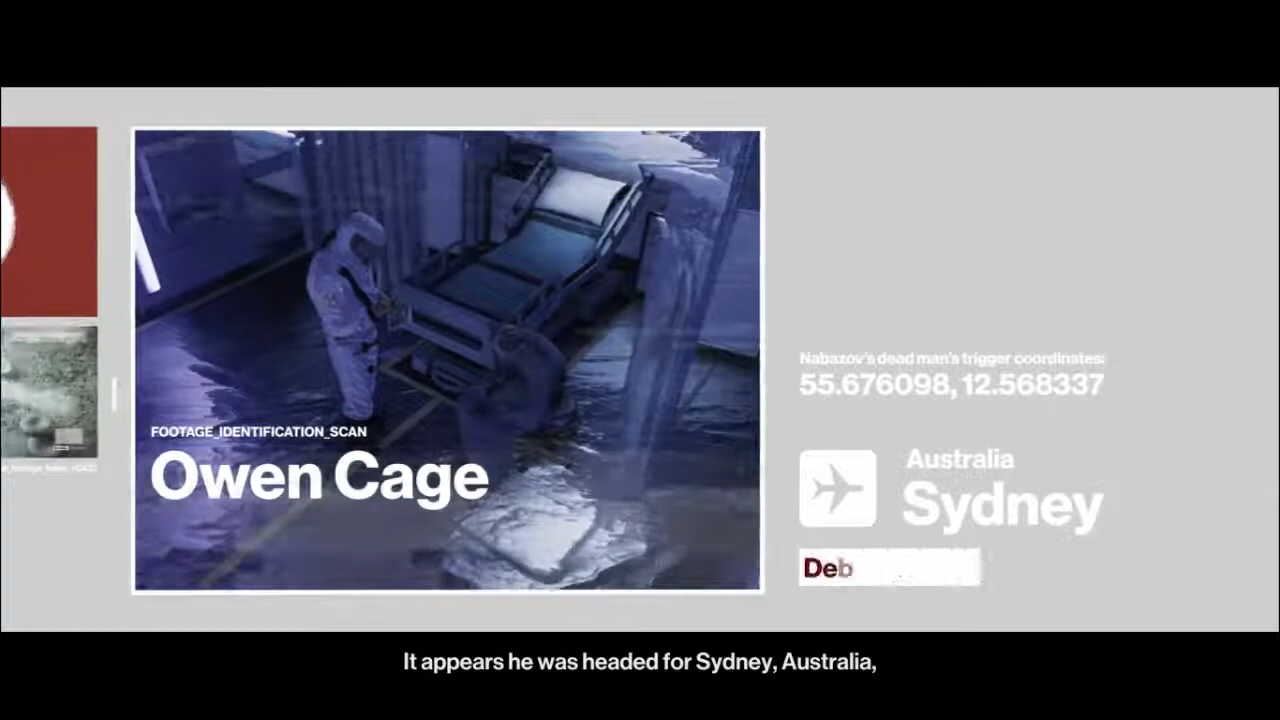 FOOTAGE_IDENTIFICATION_SCAN
Owen Cage
Nabazov's dead man's trigger coordinates:
55.676098, 12.568337
Australia
Sydney
Deb
It appears he was headed for Sydney, Australia,